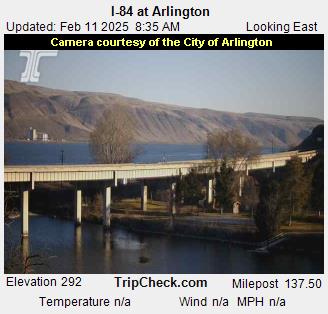 I-84 at Arlington
Updated: Feb 11 2025 8:35 AM Looking East
Camera courtesy of the City of Arlington
Elevation 292 TripCheck.com Milepost 137.50
Temperature n/a Wind n/a MPH n/a